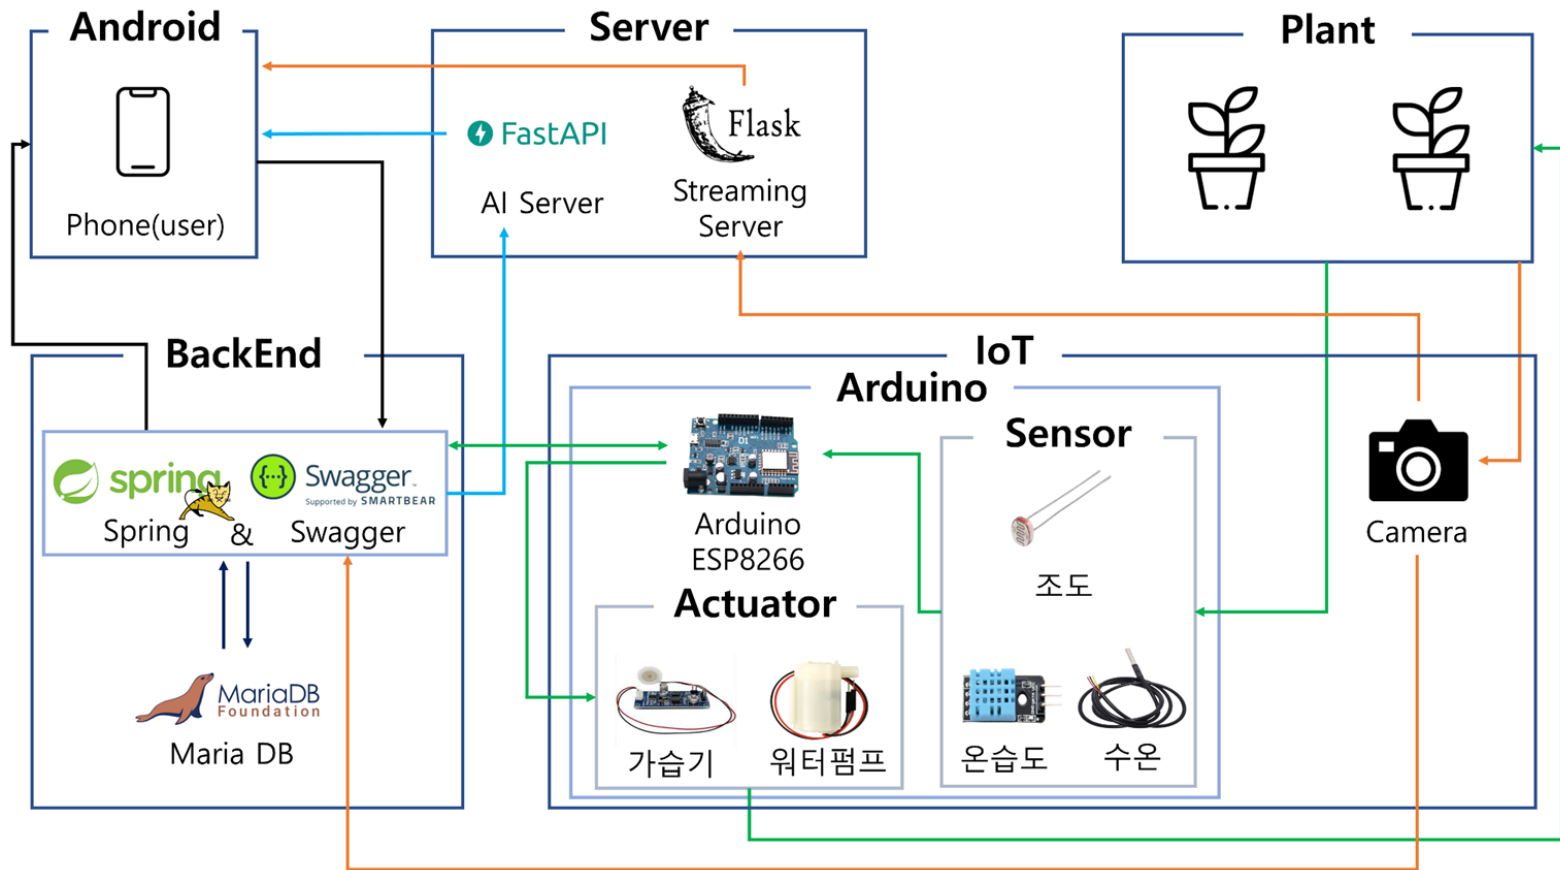 Android
Phone(user)
Server
FastAPI
AI Server
Flask
Streaming
Server
Plant
BackEnd
spring
Spring
&
Swagger
Supported by SMARTBEAR
Swagger
MariaDB
Foundation
Maria DB
IoT
Arduino
D1
Arduino
ESP8266
Sensor
조도
온습도
수온
Actuator
가습기
워터펌프
Camera